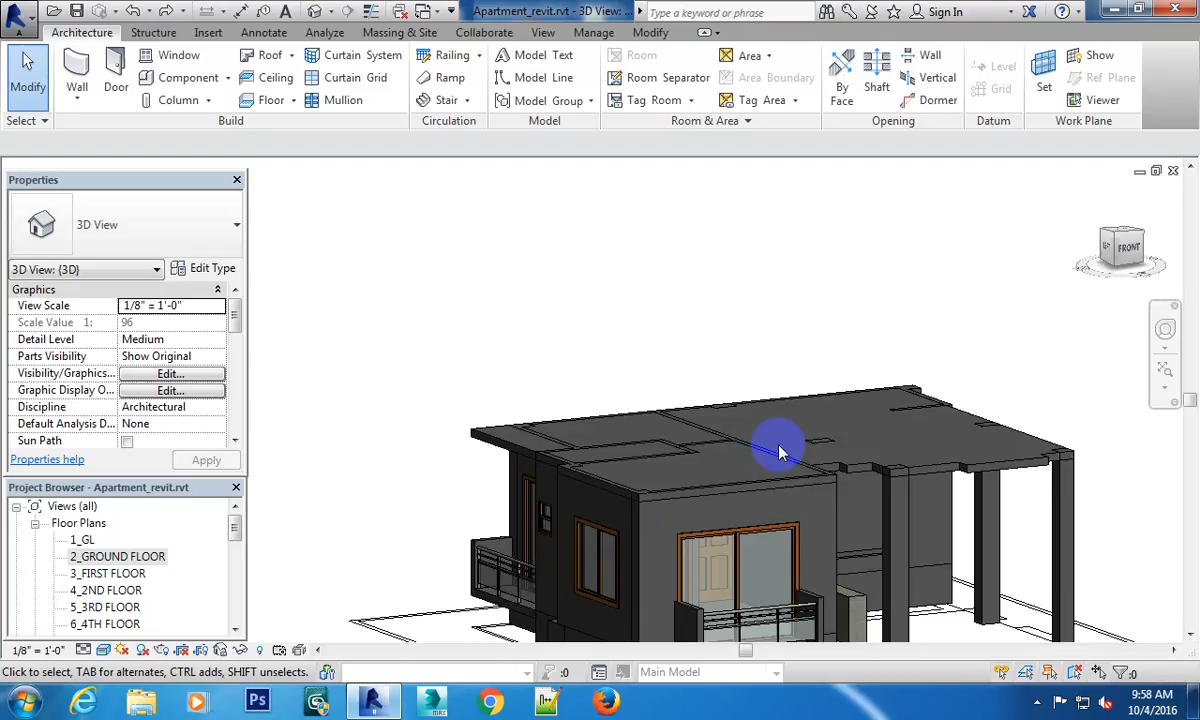 Apartment_revit.rvt - 3D View: ...
Type a keyword or phrase
Sign In
Architecture
Structure
Insert
Annotate
Analyze
Massing & Site
Collaborate
View
Manage
Modify
Modify
Select
Wall
Door
Window
Component
Column
Roof
Ceiling
Floor
Curtain System
Curtain Grid
Mullion
Build
Railing
Ramp
Stair
Circulation
Model Text
Model Line
Model Group
Model
Room
Room Separator
Tag Room
Area
Area Boundary
Tag Area
Room & Area
By
Face
Shaft
Wall
Vertical
Dormer
Opening
Level
Grid
Datum
Set
Show
Ref Plane
Viewer
Work Plane
Properties
3D View
3D View: {3D}
Edit Type
Graphics
View Scale
1/8" = 1'-0"
Scale Value 1:
96
Detail Level
Medium
Parts Visibility
Show Original
Visibility/Graphics...
Edit...
Graphic Display O...
Edit...
Discipline
Architectural
Default Analysis D...
None
Sun Path
Properties help
Apply
Project Browser - Apartment_revit.rvt
Views (all)
Floor Plans
1_GL
2_GROUND FLOOR
3_FIRST FLOOR
4_2ND FLOOR
5_3RD FLOOR
6_4TH FLOOR
FRONT
1/8" = 1'-0"
Click to select, TAB for alternates, CTRL adds, SHIFT unselects.
:0
Main Model
:0
Ps
9:58 AM
10/4/2016